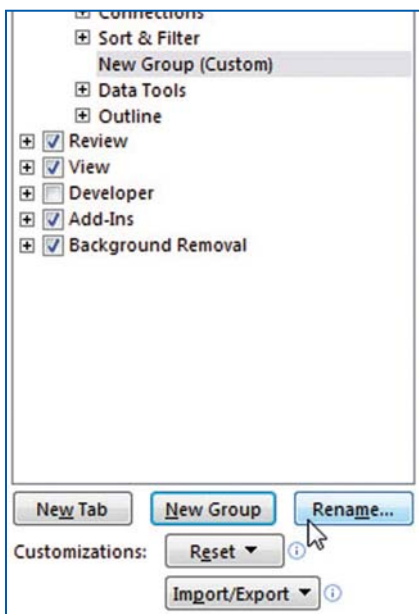 Connections
Sort & Filter
New Group (Custom)
Data Tools
Outline
Review
View
Developer
Add-Ins
Background Removal
New Tab New Group Rename...
Customizations: Reset
Import/Export